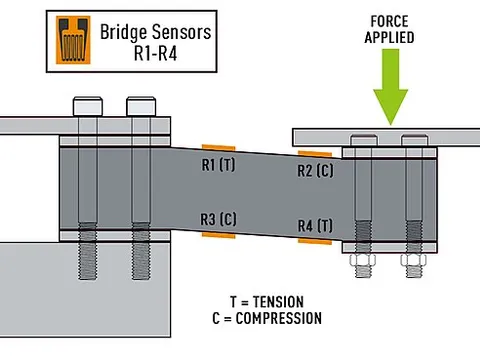 Bridge Sensors
R1-R4
FORCE
APPLIED
R1 (T)
R2 (C)
R3 (C)
R4 (T)
T = TENSION
C = COMPRESSION